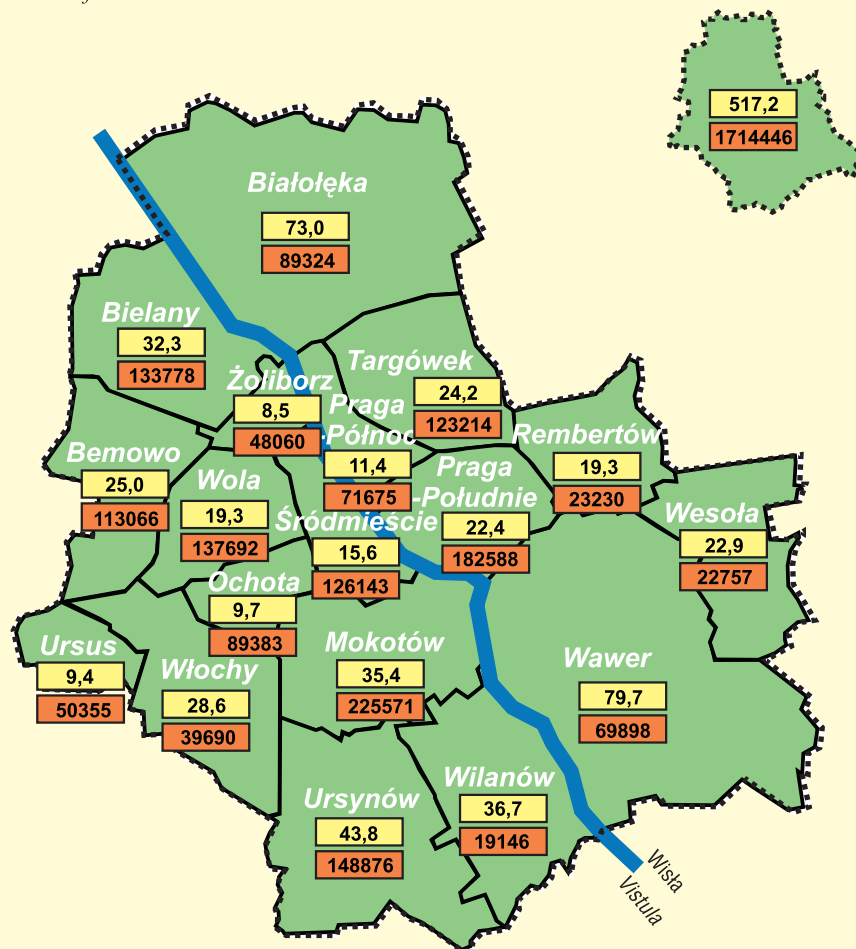 517,2
1714446
Białołęka
73,0
89324
Bielany
32,3
133778
Targówek
24,2
123214
Żoliborz
8,5
48060
Praga
-Północ
11,4
71675
Rembertów
19,3
23230
Bemowo
25,0
113066
Wola
19,3
137692
Praga
-Południe
22,4
182588
Wesoła
22,9
22757
Śródmieście
15,6
126143
Ochota
9,7
89383
Ursus
9,4
50355
Włochy
28,6
39690
Mokotów
35,4
225571
Wawer
79,7
69898
Ursynów
43,8
148876
Wilanów
36,7
19146
Wisła
Vistula